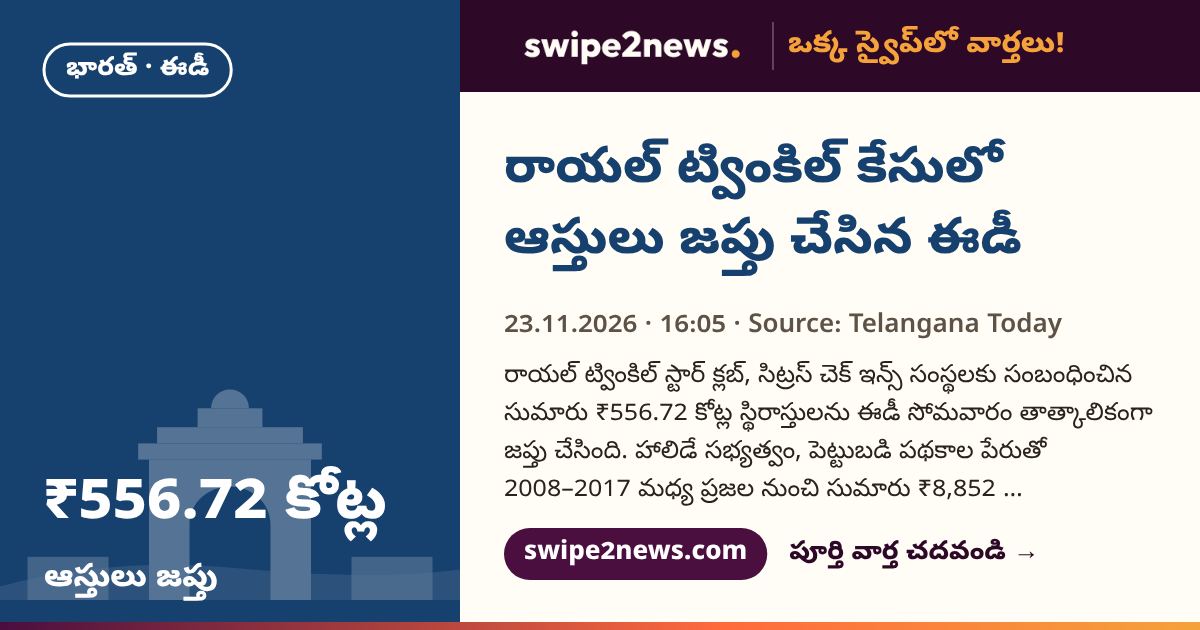 భారత్ · ఈడీ
₹556.72 కోట్ల
ఆస్తులు జప్తు
swipe2news.
ఒక్క స్వైప్‌లో వార్తలు!
రాయల్ ట్వింకిల్ కేసులో
ఆస్తులు జప్తు చేసిన ఈడీ
23.11.2026 · 16:05 · Source: Telangana Today
రాయల్ ట్వింకిల్ స్టార్ క్లబ్, సిట్రస్ చెక్ ఇన్స్ సంస్థలకు సంబంధించిన
సుమారు ₹556.72 కోట్ల స్థిరాస్తులను ఈడీ సోమవారం తాత్కాలికంగా
జప్తు చేసింది. హాలిడే సభ్యత్వం, పెట్టుబడి పథకాల పేరుతో
2008–2017 మధ్య ప్రజల నుంచి సుమారు ₹8,852 ...
swipe2news.com
పూర్తి వార్త చదవండి →